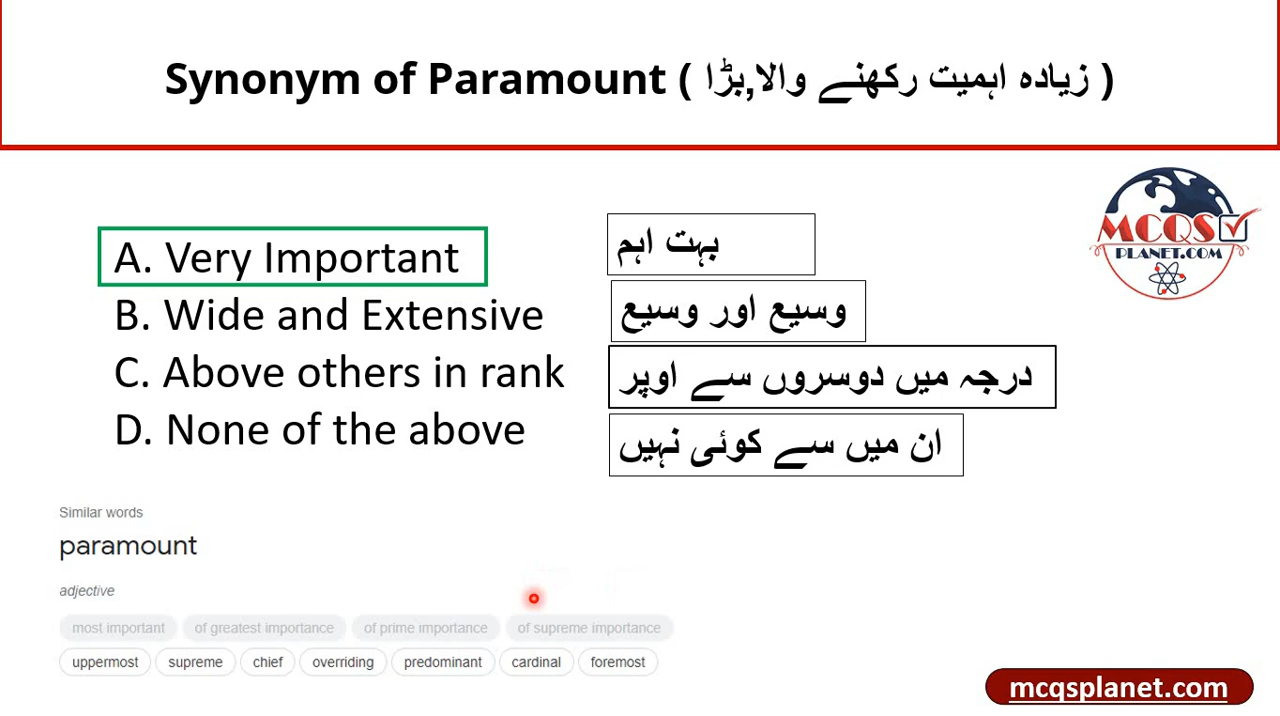 Synonym of Paramount ( زیادہ اہمیت رکھنے والا,بڑا )
MCQS
PLANET.COM
A. Very Important
بہت اہم
B. Wide and Extensive
وسیع اور وسیع
C. Above others in rank
درجہ میں دوسروں سے اوپر
D. None of the above
ان میں سے کوئی نہیں
Similar words
paramount
adjective
most important of greatest importance of prime importance of supreme importance
uppermost supreme chief overriding predominant cardinal foremost
mcqsplanet.com